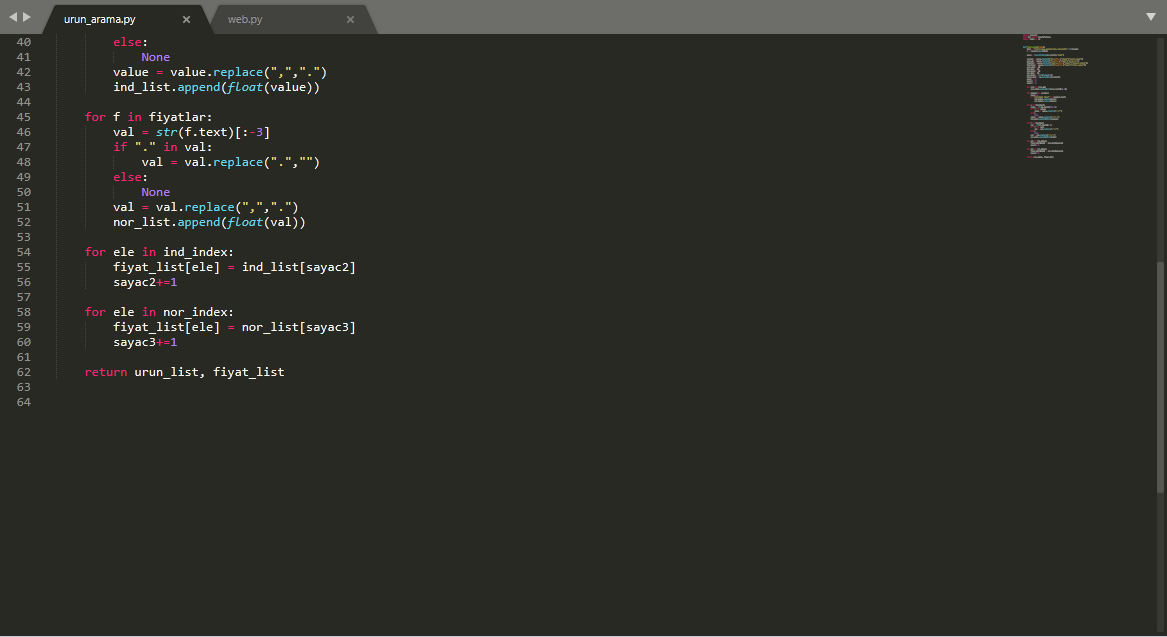 urun_arama.py × web.py ×
40 else:
41 None
42 value = value.replace(",",".")
43 ind_list.append(float(value))
44
45 for f in fiyatlar:
46 val = str(f.text)[:-3]
47 if "." in val:
48 val = val.replace(".","")
49 else:
50 None
51 val = val.replace(",",".")
52 nor_list.append(float(val))
53
54 for ele in ind_index:
55 fiyat_list[ele] = ind_list[sayac2]
56 sayac2+=1
57
58 for ele in nor_index:
59 fiyat_list[ele] = nor_list[sayac3]
60 sayac3+=1
61
62 return urun_list, fiyat_list
63
64